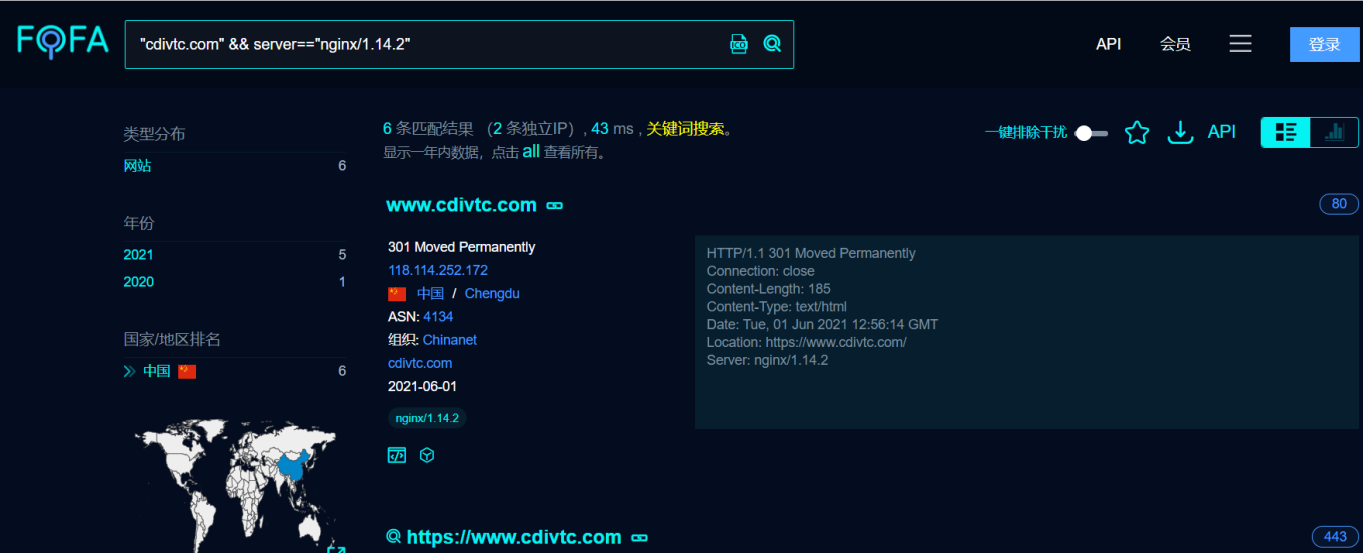 FOFA
"cdivtc.com" && server=="nginx/1.14.2"
ICO
API
会员
登录
类型分布
网站 6
年份
2021 5
2020 1
国家/地区排名
中国 6
6 条匹配结果 （2 条独立IP）, 43 ms , 关键词搜索。
显示一年内数据，点击 all 查看所有。
一键排除干扰
API
www.cdivtc.com
80
301 Moved Permanently
118.114.252.172
中国 / Chengdu
ASN: 4134
组织: Chinanet
cdivtc.com
2021-06-01
nginx/1.14.2
HTTP/1.1 301 Moved Permanently
Connection: close
Content-Length: 185
Content-Type: text/html
Date: Tue, 01 Jun 2021 12:56:14 GMT
Location: https://www.cdivtc.com/
Server: nginx/1.14.2
https://www.cdivtc.com
443